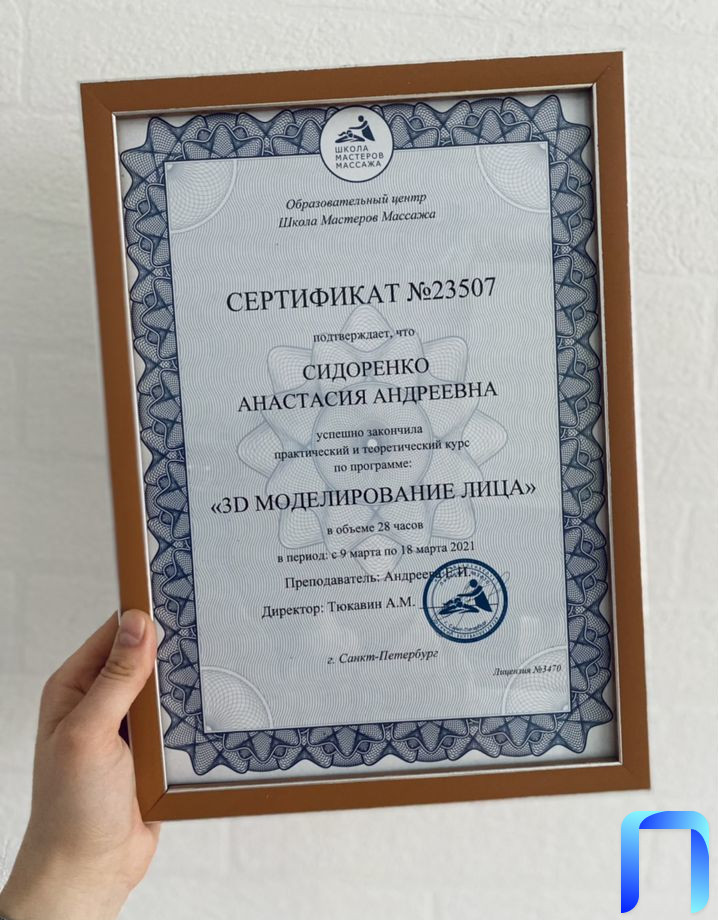 ШКОЛА
МАСТЕРОВ
МАССАЖА
Образовательный центр
Школа Мастеров Массажа
СЕРТИФИКАТ №23507
подтверждает, что
СИДОРЕНКО
АНАСТАСИЯ АНДРЕЕВНА
успешно закончила
практический и теоретический курс
по программе:
«3D МОДЕЛИРОВАНИЕ ЛИЦА»
в объеме 28 часов
в период: с 9 марта по 18 марта 2021
Преподаватель: Андреева Е.И.
Директор: Тюкавин А.М.
г. Санкт-Петербург
Лицензия №3470